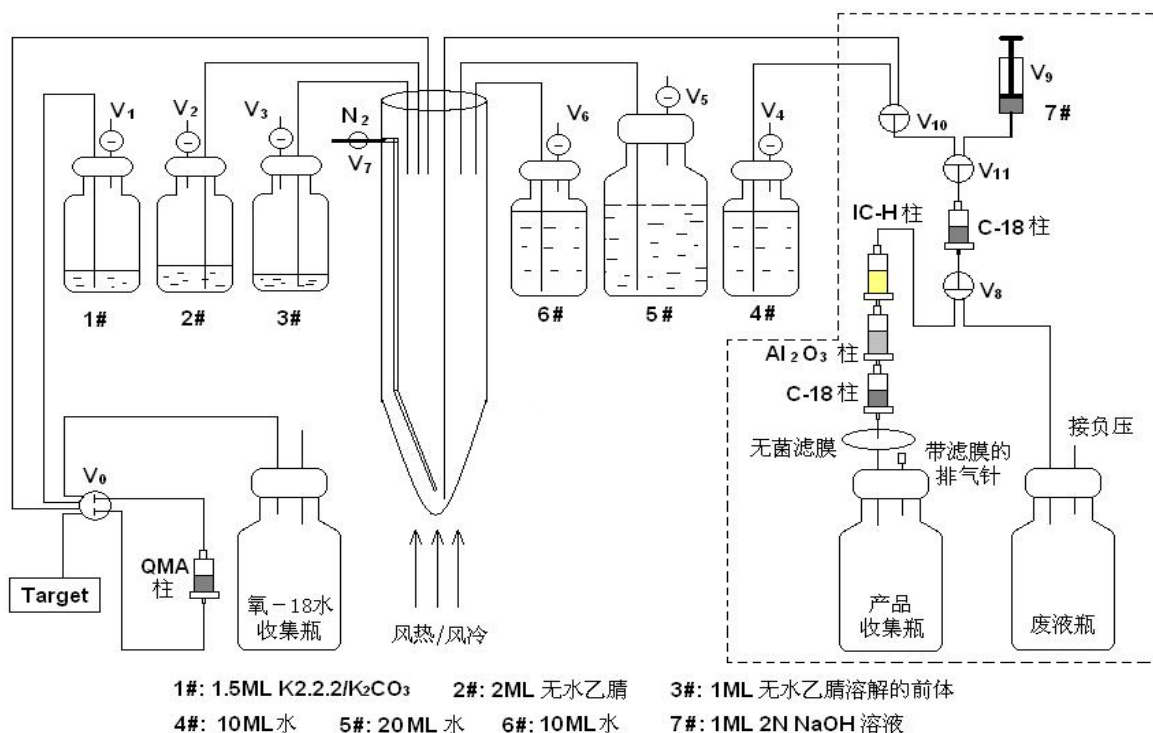 V₁
V₂
V₃
N₂
V₇
V₆
V₅
V₄
V₉
7#
V₁₀
V₁₁
IC-H 柱
C-18 柱
1#
2#
3#
6#
5#
4#
V₈
Al₂O₃ 柱
C-18 柱
无菌滤膜
带滤膜的
排气针
接负压
V₀
QMA
柱
Target
氧-18水
收集瓶
风热/风冷
产品
收集瓶
废液瓶
1#: 1.5ML K2.2.2/K₂CO₃ 2#: 2ML 无水乙腈 3#: 1ML 无水乙腈溶解的前体
4#: 10ML水 5#: 20ML 水 6#: 10ML水 7#: 1ML 2N NaOH 溶液